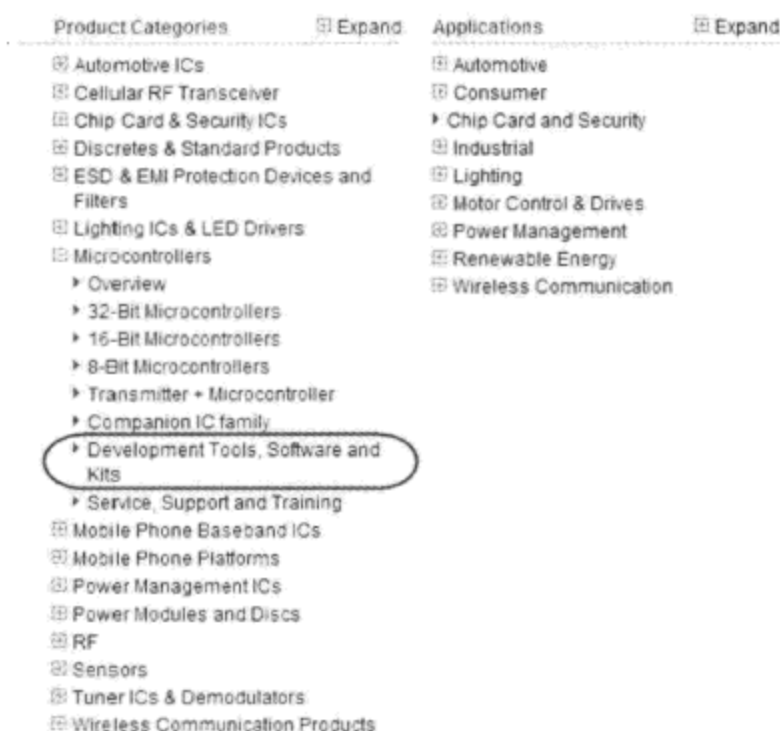 Product Categories
Expand
Automotive ICs
Cellular RF Transceiver
Chip Card & Security ICs
Discretes & Standard Products
ESD & EMI Protection Devices and
Filters
Lighting ICs & LED Drivers
Microcontrollers
Overview
32-Bit Microcontrollers
16-Bit Microcontrollers
8-Bit Microcontrollers
Transmitter + Microcontroller
Companion IC family
Development Tools, Software and
Kits
Service, Support and Training
Mobile Phone Baseband ICs
Mobile Phone Platforms
Power Management ICs
Power Modules and Discs
RF
Sensors
Tuner ICs & Demodulators
Wireless Communication Products
Applications
Expand
Automotive
Consumer
Chip Card and Security
Industrial
Lighting
Motor Control & Drives
Power Management
Renewable Energy
Wireless Communication